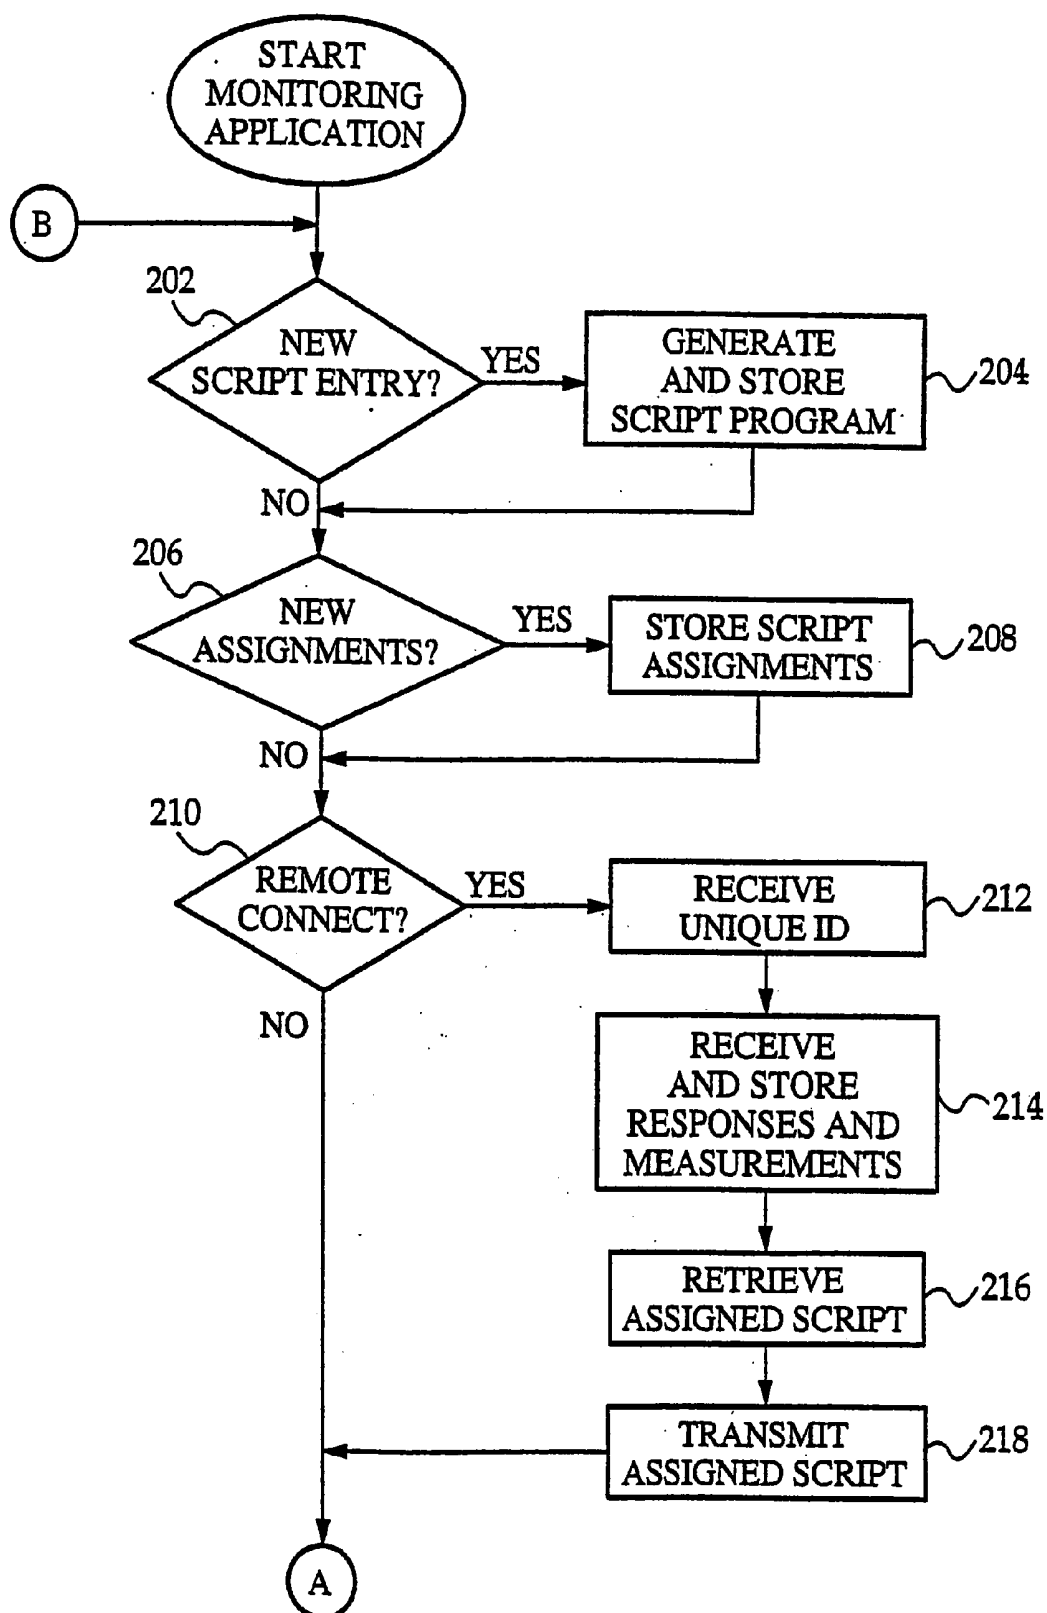 START
MONITORING
APPLICATION
B
202
NEW
SCRIPT ENTRY?
YES
GENERATE
AND STORE
SCRIPT PROGRAM
204
NO
206
NEW
ASSIGNMENTS?
YES
STORE SCRIPT
ASSIGNMENTS
208
NO
210
REMOTE
CONNECT?
YES
RECEIVE
UNIQUE ID
212
NO
RECEIVE
AND STORE
RESPONSES AND
MEASUREMENTS
214
RETRIEVE
ASSIGNED SCRIPT
216
TRANSMIT
ASSIGNED SCRIPT
218
A